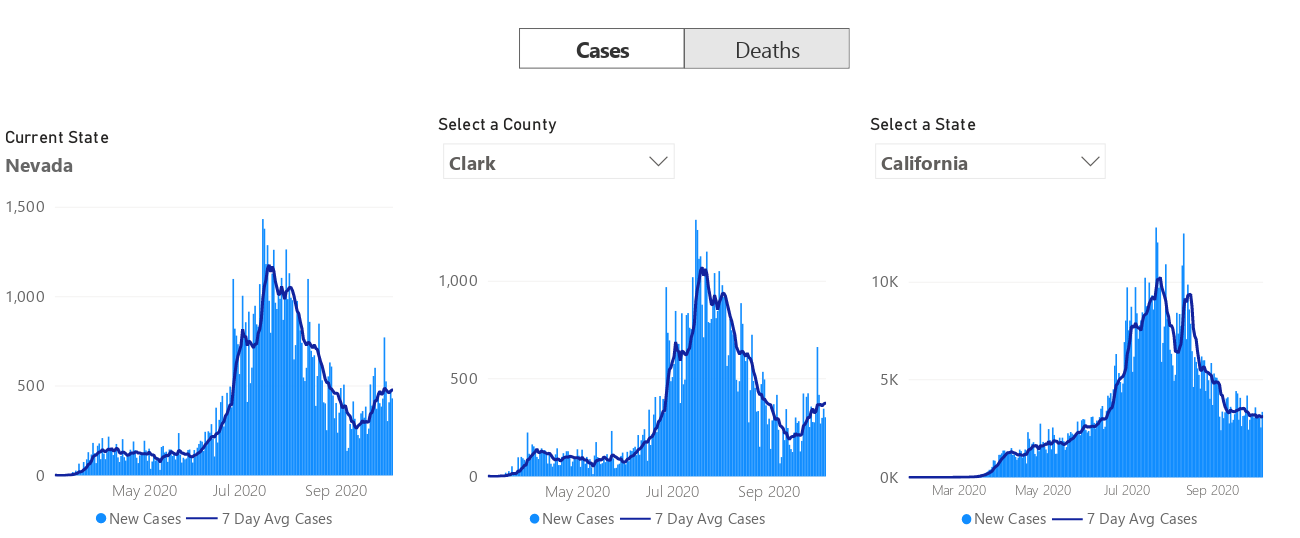 Cases Deaths
Current State
Nevada
1,500
1,000
500
0
May 2020 Jul 2020 Sep 2020
New Cases 7 Day Avg Cases
Select a County
Clark
1,000
500
0
May 2020 Jul 2020 Sep 2020
New Cases 7 Day Avg Cases
Select a State
California
10K
5K
0K
Mar 2020 May 2020 Jul 2020 Sep 2020
New Cases 7 Day Avg Cases